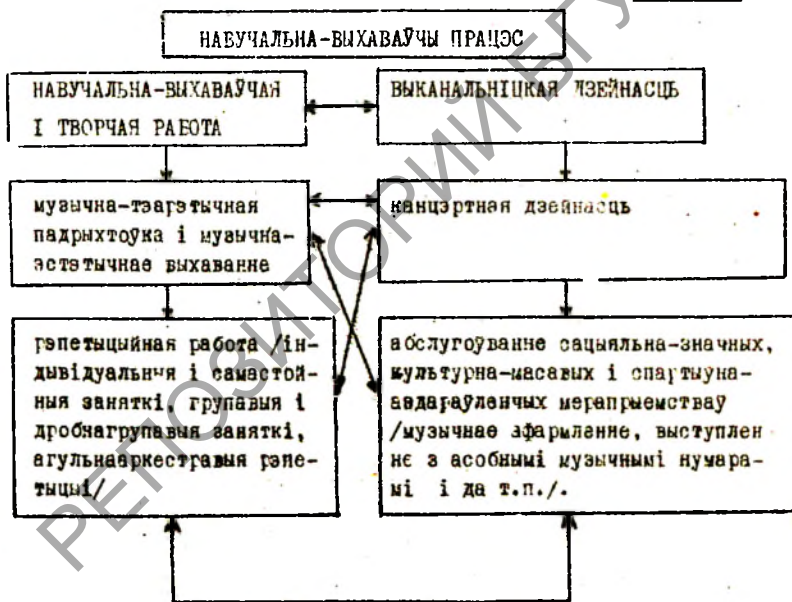 НАВУЧАЛЬНА-ВЫХАВАЎЧЫ ПРАЦЭС
НАВУЧАЛЬНА-ВЫХАВАЎЧАЯ
І ТВОРЧАЯ РАБОТА
ВЫКАНАЛЬНІЦКАЯ ДЗЕЙНАСЦЬ
музычна-тэарэтычная
падрыхтоўка і музычна-
эстэтычнае выхаванне
канцэртная дзейнасць
рэпетыцыйная работа /ін-
дывідуальныя і самастой-
ныя заняткі, групавыя і
дробнагрупавыя заняткі,
агульнааркестравыя рэпе-
тыцыі/
абслугоўванне сацыяльна-значных,
культурна-масавых і спартыўна-
аздараўленчых мерапрыемстваў
/музычнае афармленне, выступлен
не з асобнымі музычнымі нумара-
мі і да т.п./.
РЕПОЗИТОРИЙ БГУ